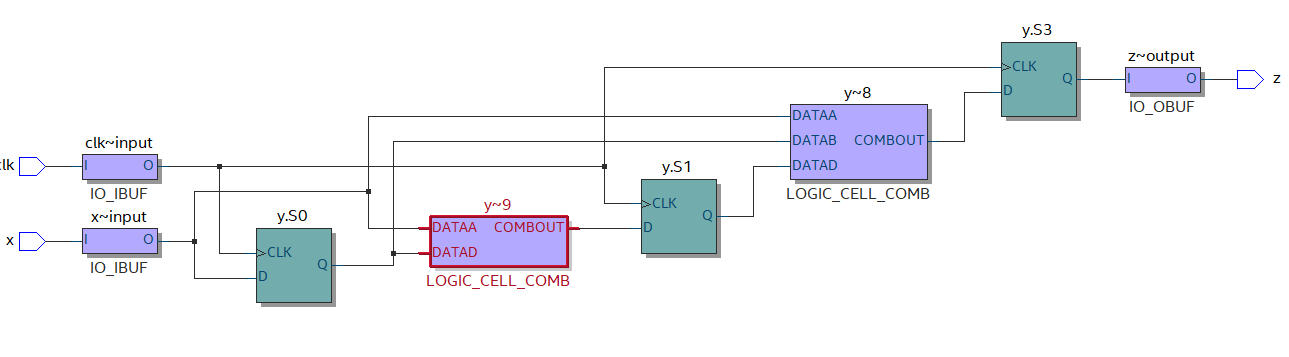 y.S3
CLK
D
Q
z~output
I
O
IO_OBUF
z
y~8
DATAA
DATAB
COMBOUT
DATAD
LOGIC_CELL_COMB
clk~input
lk
I
O
IO_IBUF
y.S1
CLK
Q
D
x~input
x
I
O
IO_IBUF
y.S0
CLK
Q
D
y~9
DATAA
COMBOUT
DATAD
LOGIC_CELL_COMB